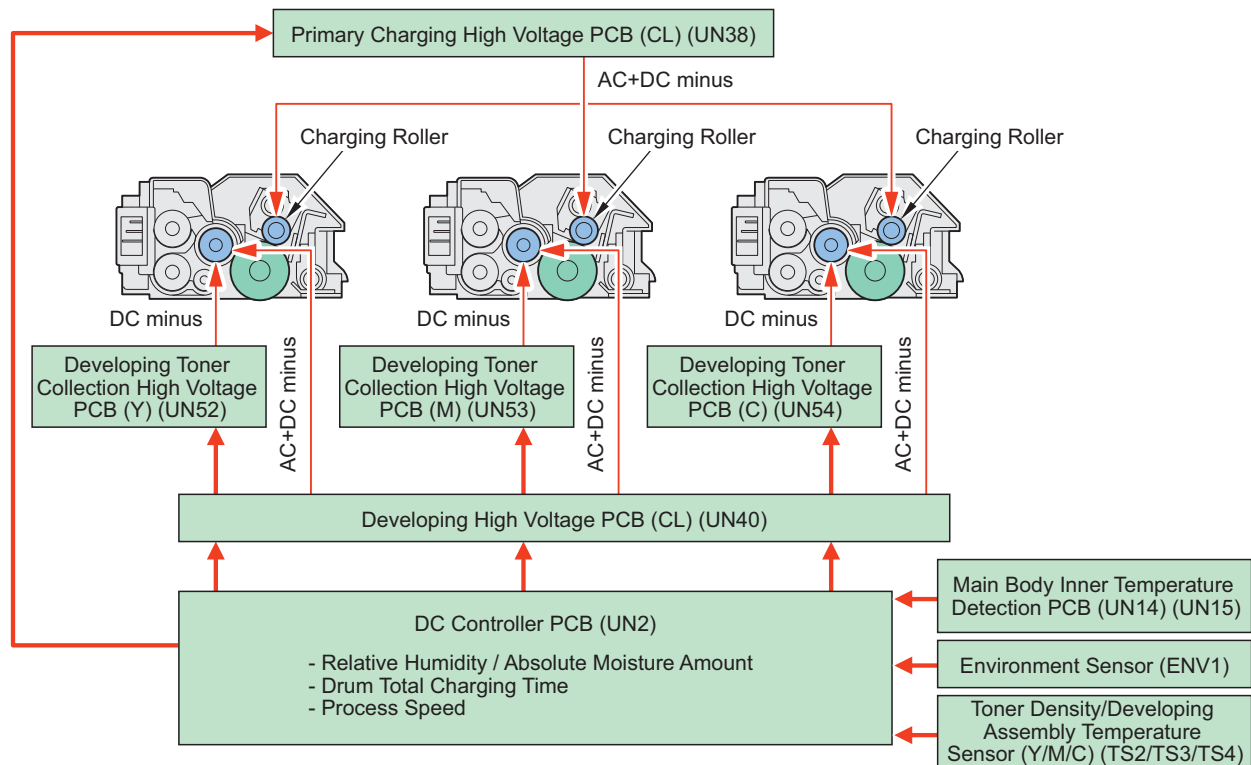 Primary Charging High Voltage PCB (CL) (UN38)
AC+DC minus
Charging Roller
Charging Roller
Charging Roller
DC minus
DC minus
DC minus
Developing Toner
Collection High Voltage
PCB (Y) (UN52)
AC+DC minus
Developing Toner
Collection High Voltage
PCB (M) (UN53)
AC+DC minus
Developing Toner
Collection High Voltage
PCB (C) (UN54)
AC+DC minus
Developing High Voltage PCB (CL) (UN40)
DC Controller PCB (UN2)
- Relative Humidity / Absolute Moisture Amount
- Drum Total Charging Time
- Process Speed
Main Body Inner Temperature
Detection PCB (UN14) (UN15)
Environment Sensor (ENV1)
Toner Density/Developing
Assembly Temperature
Sensor (Y/M/C) (TS2/TS3/TS4)